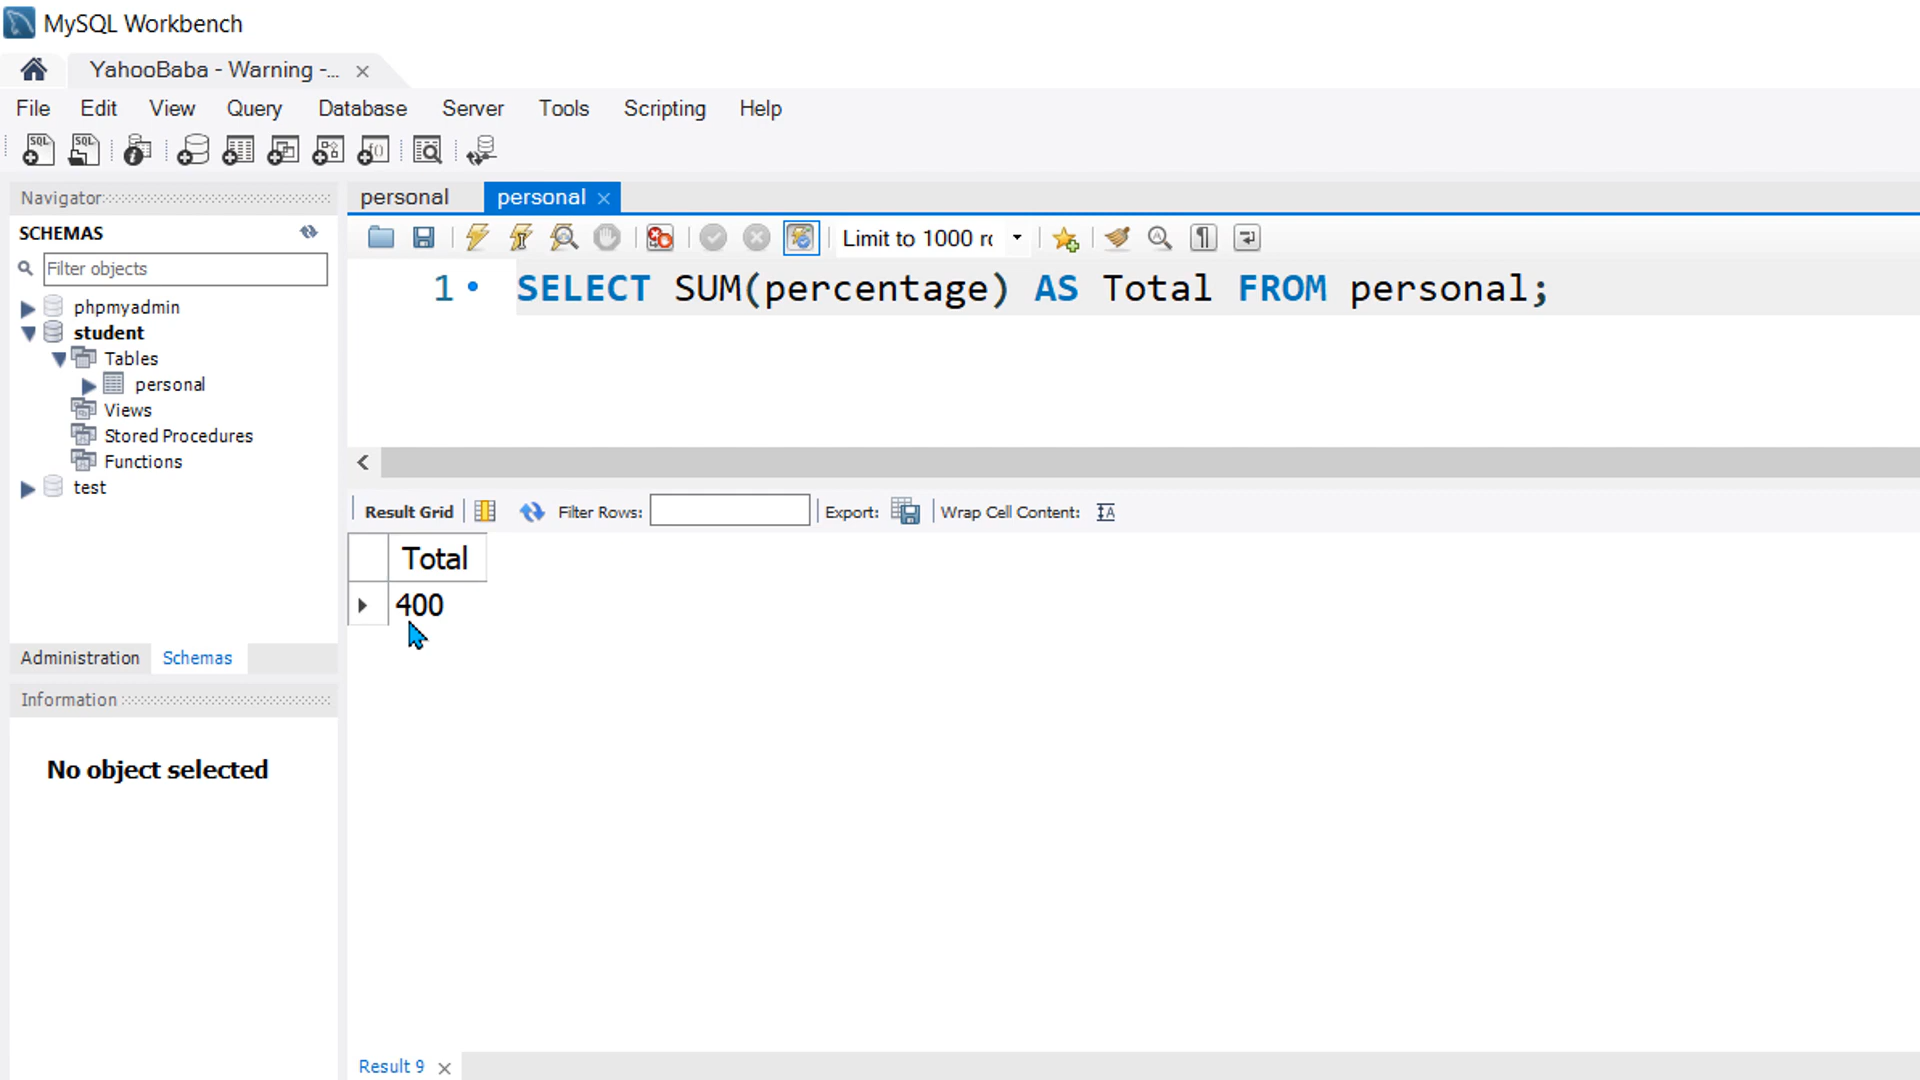 MySQL Workbench
YahooBaba - Warning -...
File Edit View Query Database Server Tools Scripting Help
Navigator
SCHEMAS
Filter objects
phpmyadmin
student
Tables
personal
Views
Stored Procedures
Functions
test
Administration Schemas
Information
No object selected
personal personal
Limit to 1000 rc
1 SELECT SUM(percentage) AS Total FROM personal;
Result Grid Filter Rows: Export: Wrap Cell Content:
Total
400
Result 9